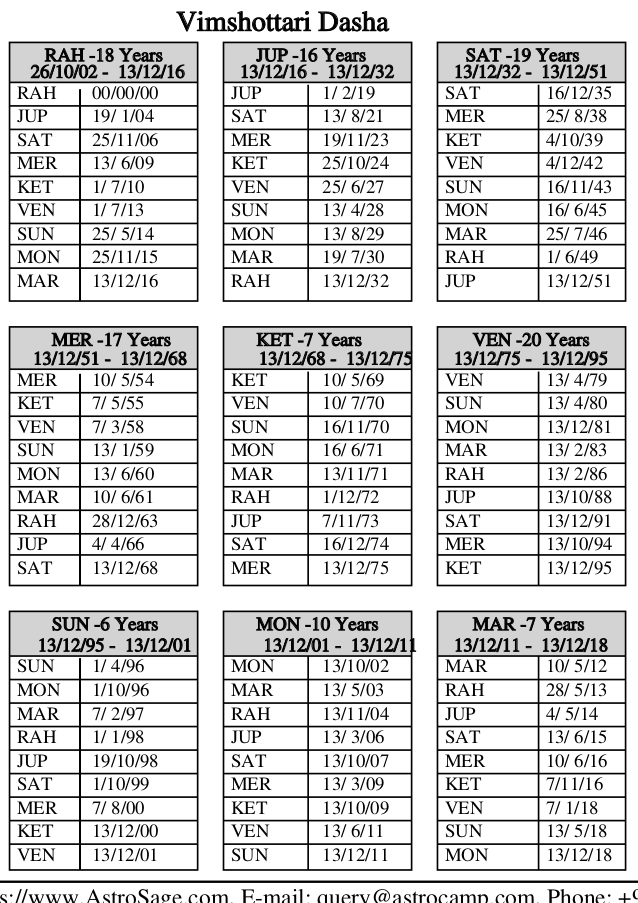 Vimshottari Dasha
RAH -18 Years
26/10/02 - 13/12/16
RAH 00/00/00
JUP 19/ 1/04
SAT 25/11/06
MER 13/ 6/09
KET 1/ 7/10
VEN 1/ 7/13
SUN 25/ 5/14
MON 25/11/15
MAR 13/12/16
JUP -16 Years
13/12/16 - 13/12/32
JUP 1/ 2/19
SAT 13/ 8/21
MER 19/11/23
KET 25/10/24
VEN 25/ 6/27
SUN 13/ 4/28
MON 13/ 8/29
MAR 19/ 7/30
RAH 13/12/32
SAT -19 Years
13/12/32 - 13/12/51
SAT 16/12/35
MER 25/ 8/38
KET 4/10/39
VEN 4/12/42
SUN 16/11/43
MON 16/ 6/45
MAR 25/ 7/46
RAH 1/ 6/49
JUP 13/12/51
MER -17 Years
13/12/51 - 13/12/68
MER 10/ 5/54
KET 7/ 5/55
VEN 7/ 3/58
SUN 13/ 1/59
MON 13/ 6/60
MAR 10/ 6/61
RAH 28/12/63
JUP 4/ 4/66
SAT 13/12/68
KET -7 Years
13/12/68 - 13/12/75
KET 10/ 5/69
VEN 10/ 7/70
SUN 16/11/70
MON 16/ 6/71
MAR 13/11/71
RAH 1/12/72
JUP 7/11/73
SAT 16/12/74
MER 13/12/75
VEN -20 Years
13/12/75 - 13/12/95
VEN 13/ 4/79
SUN 13/ 4/80
MON 13/12/81
MAR 13/ 2/83
RAH 13/ 2/86
JUP 13/10/88
SAT 13/12/91
MER 13/10/94
KET 13/12/95
SUN -6 Years
13/12/95 - 13/12/01
SUN 1/ 4/96
MON 1/10/96
MAR 7/ 2/97
RAH 1/ 1/98
JUP 19/10/98
SAT 1/10/99
MER 7/ 8/00
KET 13/12/00
VEN 13/12/01
MON -10 Years
13/12/01 - 13/12/11
MON 13/10/02
MAR 13/ 5/03
RAH 13/11/04
JUP 13/ 3/06
SAT 13/10/07
MER 13/ 3/09
KET 13/10/09
VEN 13/ 6/11
SUN 13/12/11
MAR -7 Years
13/12/11 - 13/12/18
MAR 10/ 5/12
RAH 28/ 5/13
JUP 4/ 5/14
SAT 13/ 6/15
MER 10/ 6/16
KET 7/11/16
VEN 7/ 1/18
SUN 13/ 5/18
MON 13/12/18
s://www.AstroSage.com, E-mail: query@astrocamp.com, Phone: +9